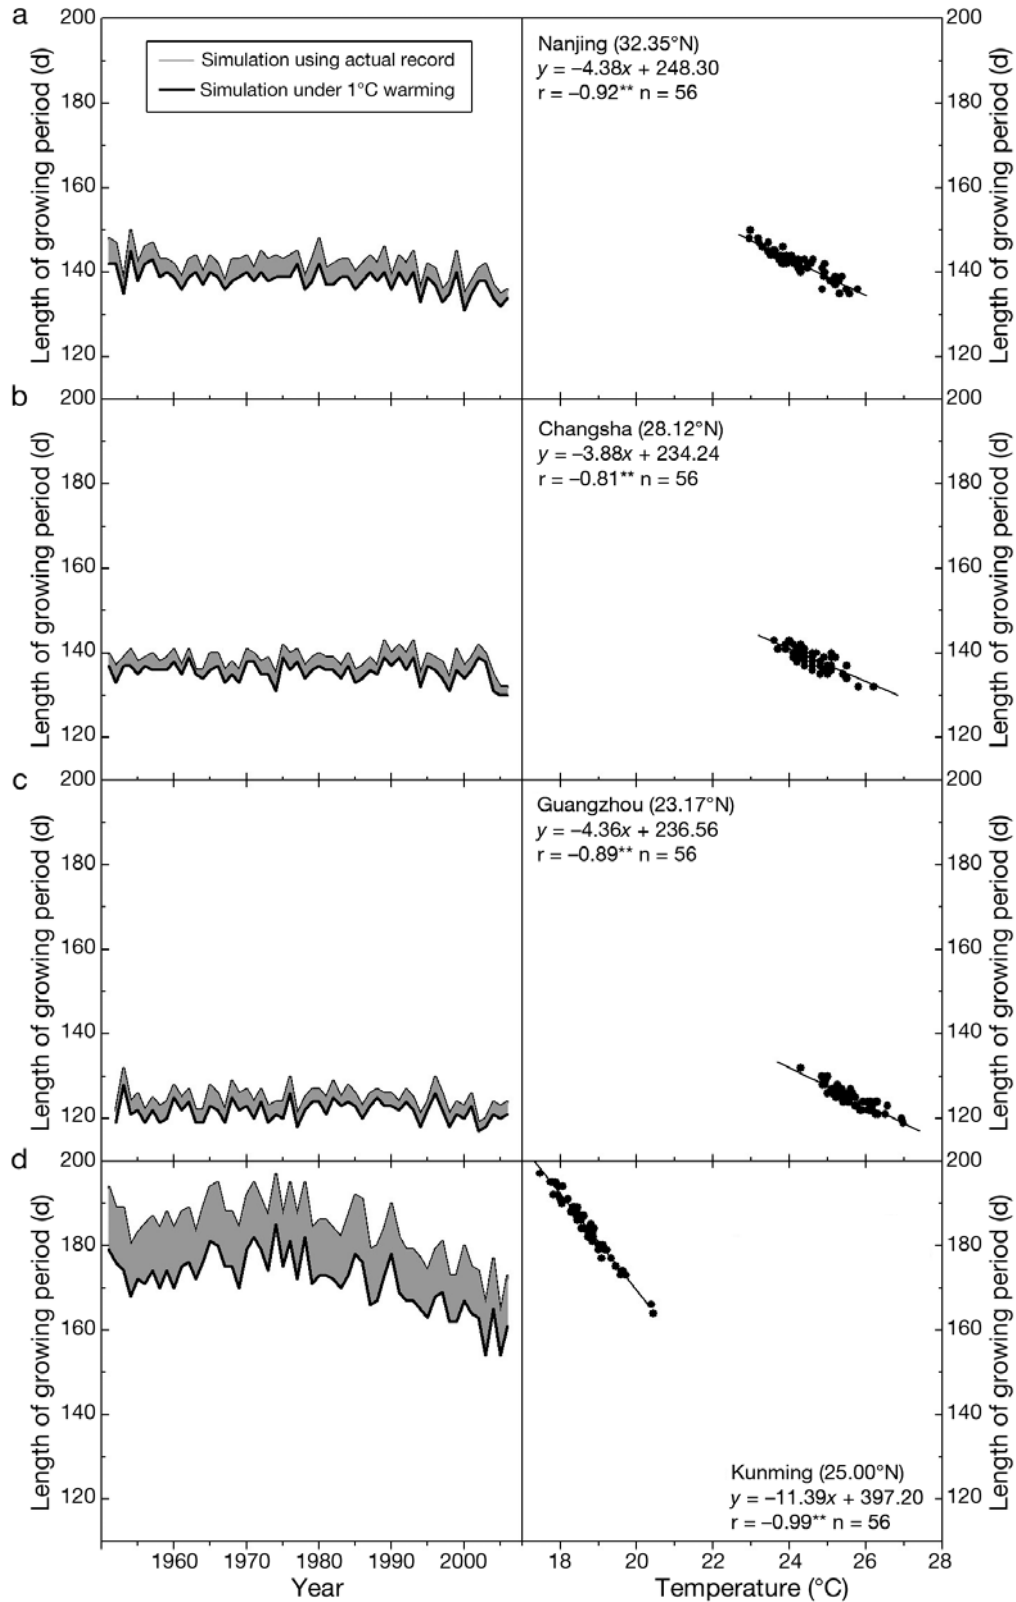 a
200
180
160
140
120
Length of growing period (d)
Simulation using actual record
Simulation under 1°C warming
Nanjing (32.35°N)
y = –4.38x + 248.30
r = –0.92** n = 56
200
180
160
140
120
Length of growing period (d)
b
200
180
160
140
120
Length of growing period (d)
Changsha (28.12°N)
y = –3.88x + 234.24
r = –0.81** n = 56
200
180
160
140
120
Length of growing period (d)
c
200
180
160
140
120
Length of growing period (d)
Guangzhou (23.17°N)
y = –4.36x + 236.56
r = –0.89** n = 56
200
180
160
140
120
Length of growing period (d)
d
200
180
160
140
120
Length of growing period (d)
Kunming (25.00°N)
y = –11.39x + 397.20
r = –0.99** n = 56
200
180
160
140
120
Length of growing period (d)
1960 1970 1980 1990 2000
Year
18 20 22 24 26 28
Temperature (°C)